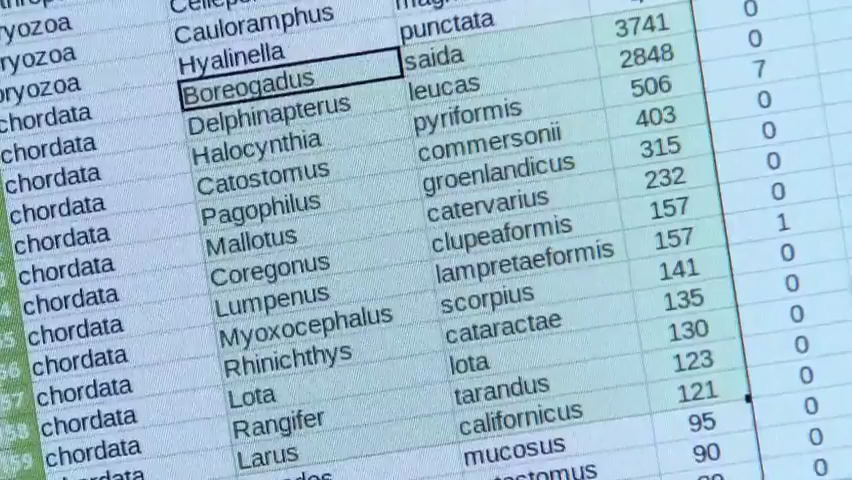 Cauloramphus
Hyalinella punctata
chordata Boreogadus saida 3741 0
chordata Delphinapterus leucas 2848 0
chordata Halocynthia pyriformis 506 7
chordata Catostomus commersonii 403 0
chordata Pagophilus groenlandicus 315 0
chordata Mallotus catervarius 232 0
chordata Coregonus clupeaformis 157 0
chordata Lumpenus lampretaeformis 157 1
chordata Myoxocephalus scorpius 141 0
chordata Rhinichthys cataractae 135 0
chordata Lota lota 130 0
chordata Rangifer tarandus 123 0
chordata Larus californicus 121 0
mucosus 95 0
90 0
0